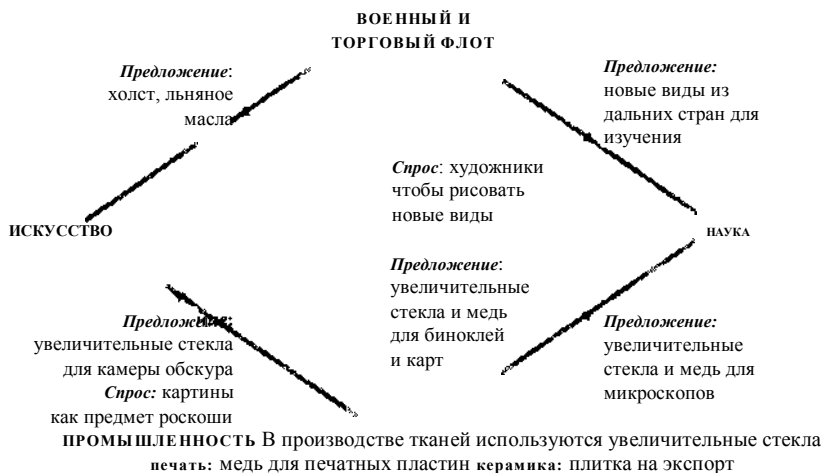 ВОЕННЫЙ И
ТОРГОВЫЙ ФЛОТ
Предложение:
холст, льняное
масла
Предложение:
новые виды из
дальних стран для
изучения
Спрос: художники
чтобы рисовать
новые виды
ИСКУССТВО
НАУКА
Предложение:
увеличительные
стекла и медь
для биноклей
и карт
Предложение:
увеличительные стекла
для камеры обскура
Спрос: картины
как предмет роскоши
Предложение:
увеличительные
стекла и медь для
микроскопов
ПРОМЫШЛЕННОСТЬ В производстве тканей используются увеличительные стекла
печать: медь для печатных пластин керамика: плитка на экспорт